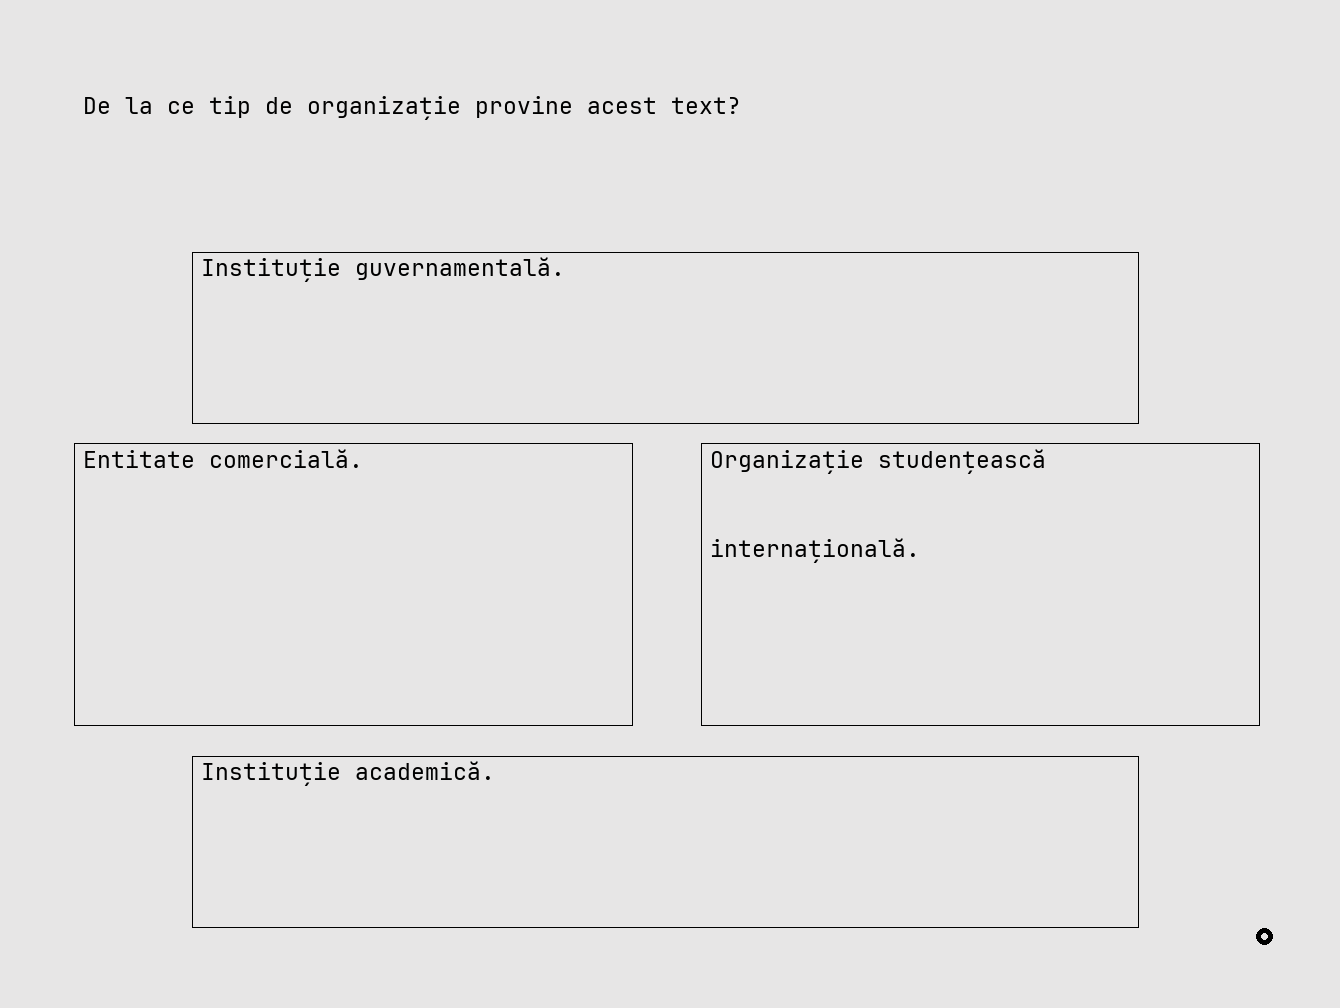 De la ce tip de organizație provine acest text?
Instituție guvernamentală.
Entitate comercială.
Organizație studențească
internațională.
Instituție academică.